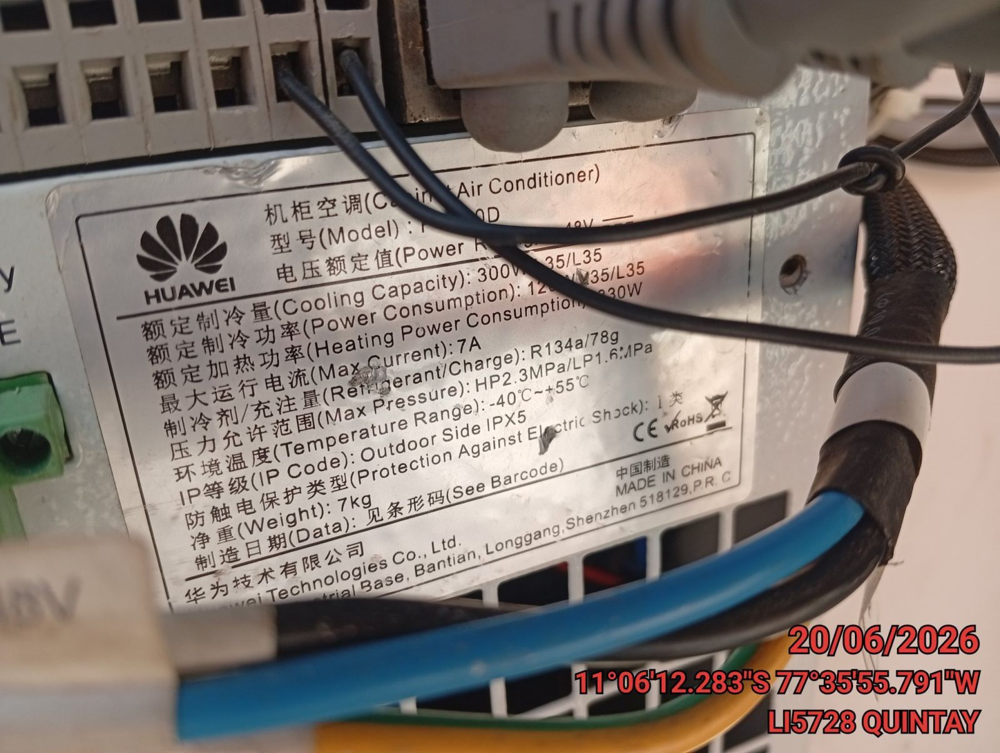 机柜空调( Air Conditioner)
型号(Model) :
电压额定值(Power 48V
HUAWEI
额定制冷量(Cooling Capacity): 300W L35/L35
额定制冷功率(Power Consumption): L35/L35
额定加热功率(Heating Power Consumption)
最大运行电流(Max Current): 7A
制冷剂/充注量(Refrigerant/Charge): R134a/78g
压力允许范围(Max Pressure): HP2.3MPa/LP1.6MPa
环境温度(Temperature Range): -40℃~+55℃
IP等级(IP Code): Outdoor Side IPX5
防触电保护类型(Protection Against Electric Shock): I 类
净重(Weight): 7kg
CE RoHS
制造日期(Data): 见条形码(See Barcode)
中国制造
MADE IN CHINA
华为技术有限公司
Huawei Technologies Co., Ltd.
Base, Bantian, Longgang,Shenzhen 518129,P.R. C
48V
20/06/2026
11°06'12.283"S 77°35'55.791"W
LI5728 QUINTAY